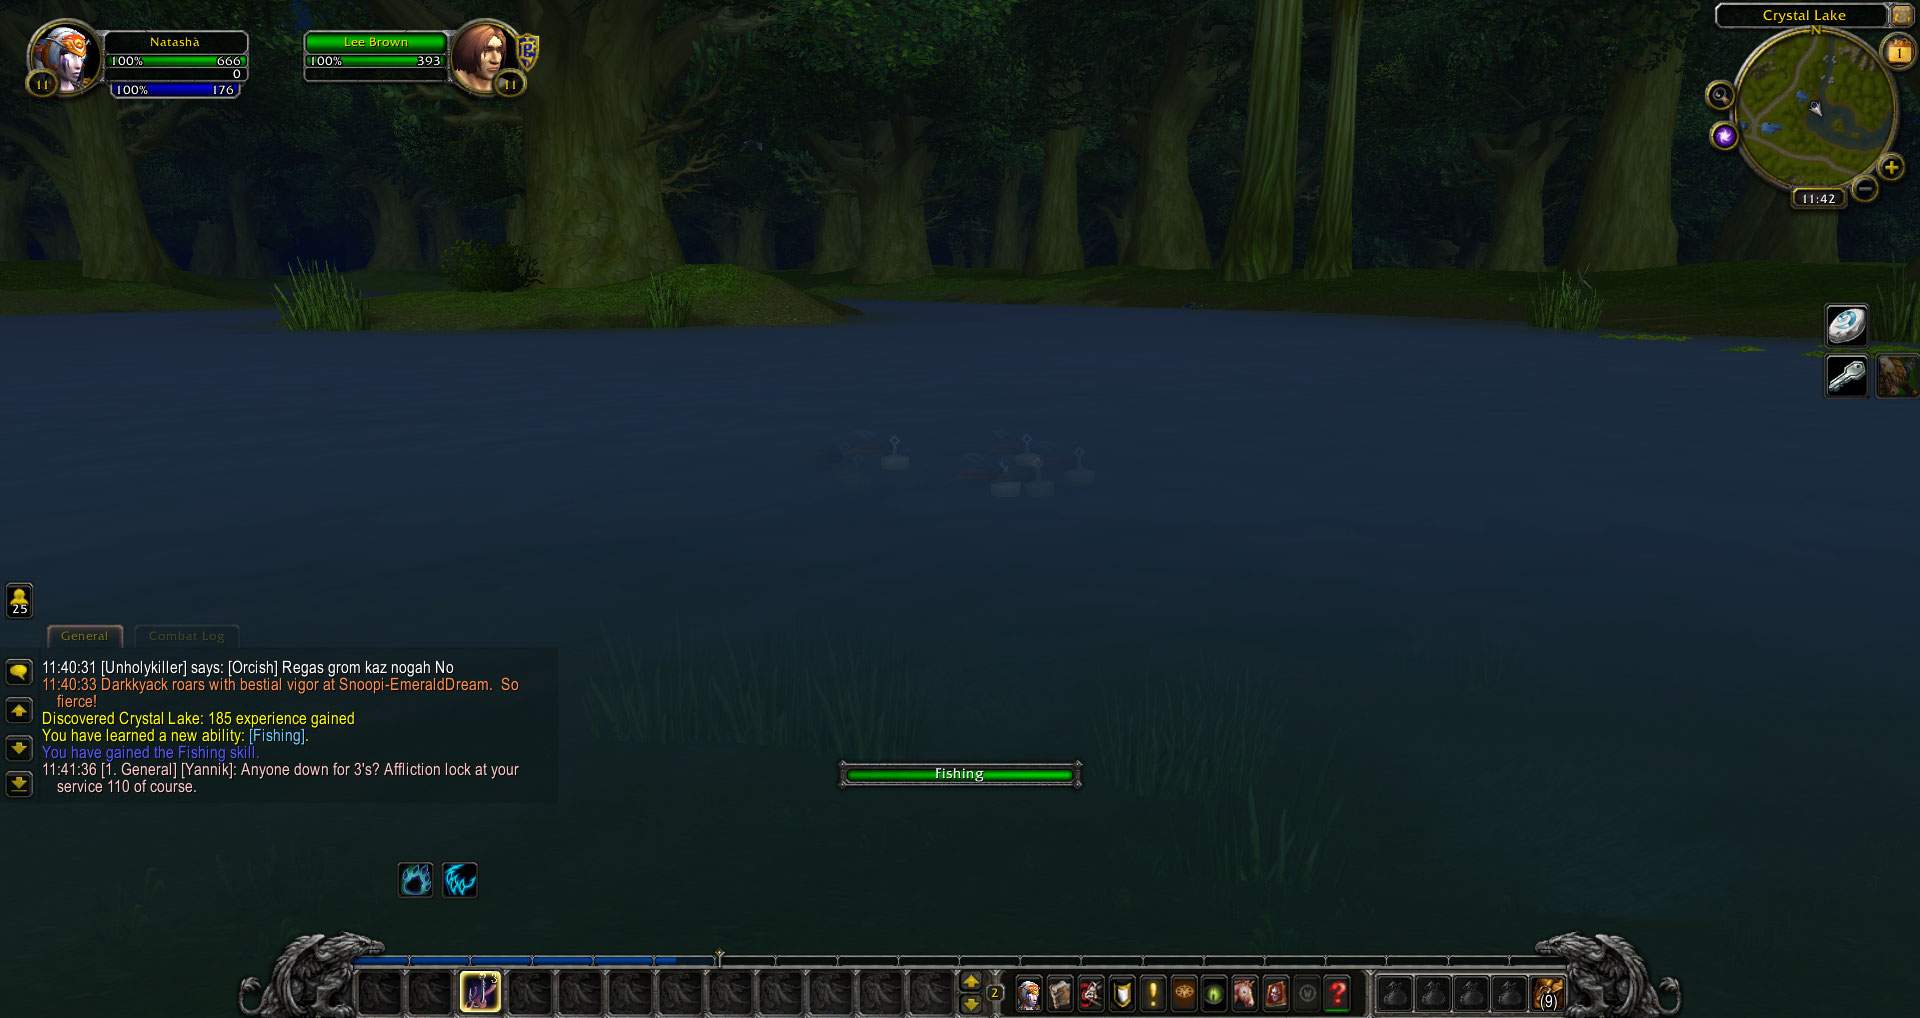 Natashà
100% 666
0
100% 176
11
Lee Brown
100% 393
11
Crystal Lake
N
1
11:42
25
General
Combat Log
11:40:31 [Unholykiller] says: [Orcish] Regas grom kaz nogah No
11:40:33 Darkkyack roars with bestial vigor at Snoopi-EmeraldDream. So
fierce!
Discovered Crystal Lake: 185 experience gained
You have learned a new ability: [Fishing].
You have gained the Fishing skill.
11:41:36 [1. General] [Yannik]: Anyone down for 3's? Affliction lock at your
service 110 of course.
Fishing
3
2
W
?
(9)